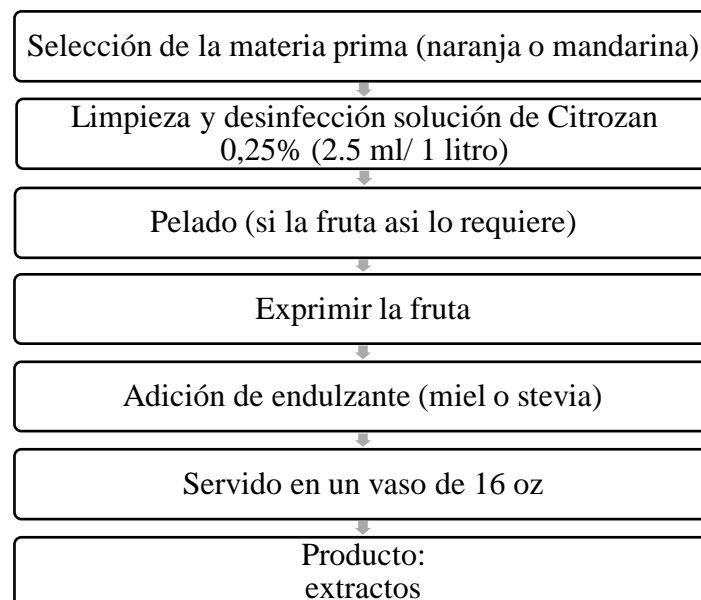 Selección de la materia prima (naranja o mandarina)
Limpieza y desinfección solución de Citrozan
0,25% (2.5 ml/ 1 litro)
Pelado (si la fruta asi lo requiere)
Exprimir la fruta
Adición de endulzante (miel o stevia)
Servido en un vaso de 16 oz
Producto:
extractos